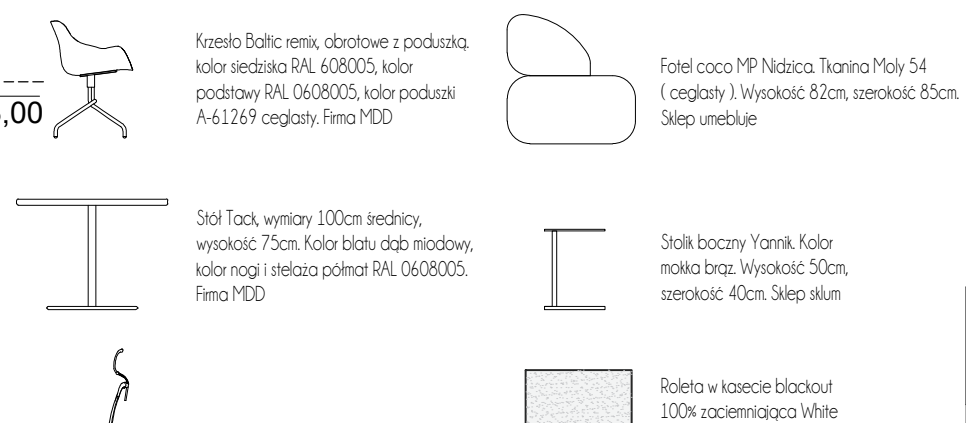 Krzesło Baltic remix, obrotowe z poduszką.
kolor siedziska RAL 608005, kolor
podstawy RAL 0608005, kolor poduszki
A-61269 ceglasty. Firma MDD
,00
Fotel coco MP Nidzica. Tkanina Moly 54
( ceglasty ). Wysokość 82cm, szerokość 85cm.
Sklep umebluje
Stół Tack, wymiary 100cm średnicy,
wysokość 75cm. Kolor blatu dąb miodowy,
kolor nogi i stelaża półmat RAL 0608005.
Firma MDD
Stolik boczny Yannik. Kolor
mokka brąz. Wysokość 50cm,
szerokość 40cm. Sklep sklum
Roleta w kasecie blackout
100% zaciemniająca White